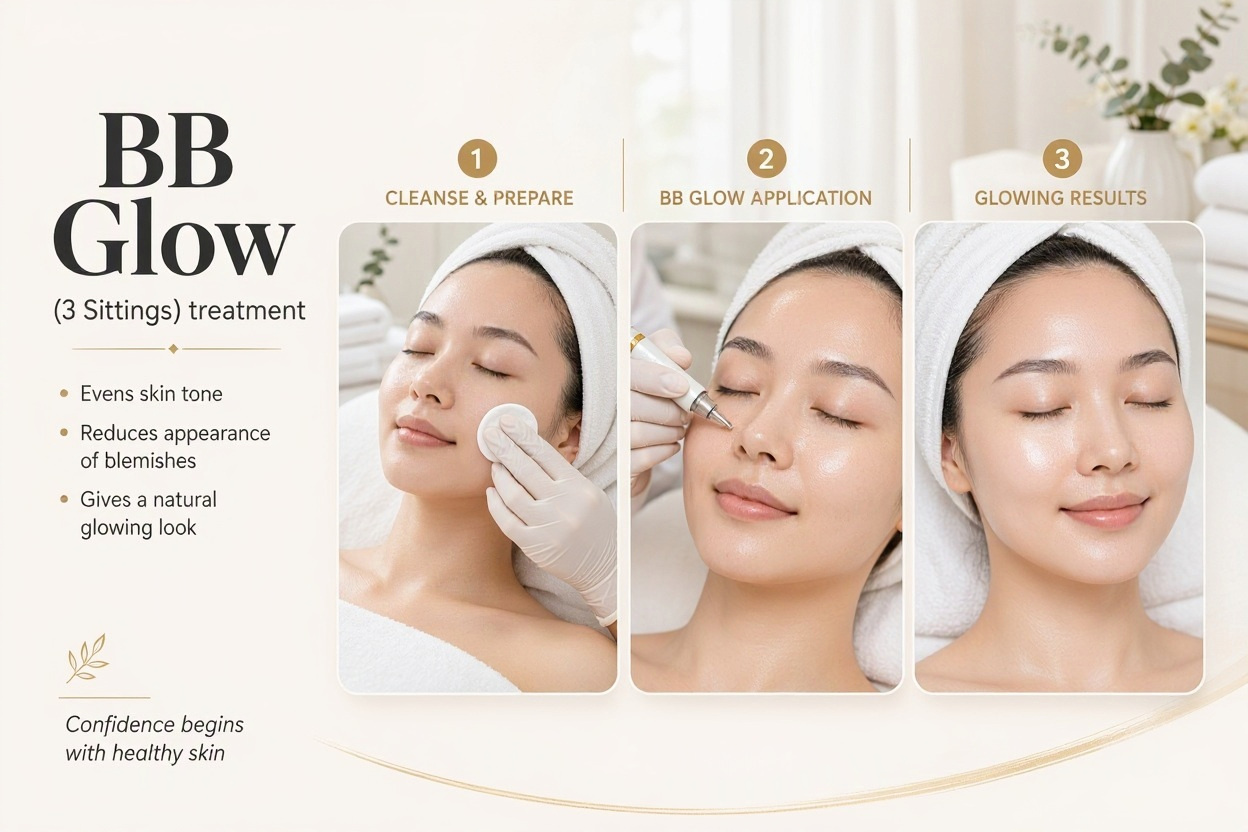 BB
Glow
(3 Sittings) treatment
• Evens skin tone
• Reduces appearance
of blemishes
• Gives a natural
glowing look
Confidence begins
with healthy skin
1
CLEANSE & PREPARE
2
BB GLOW APPLICATION
3
GLOWING RESULTS